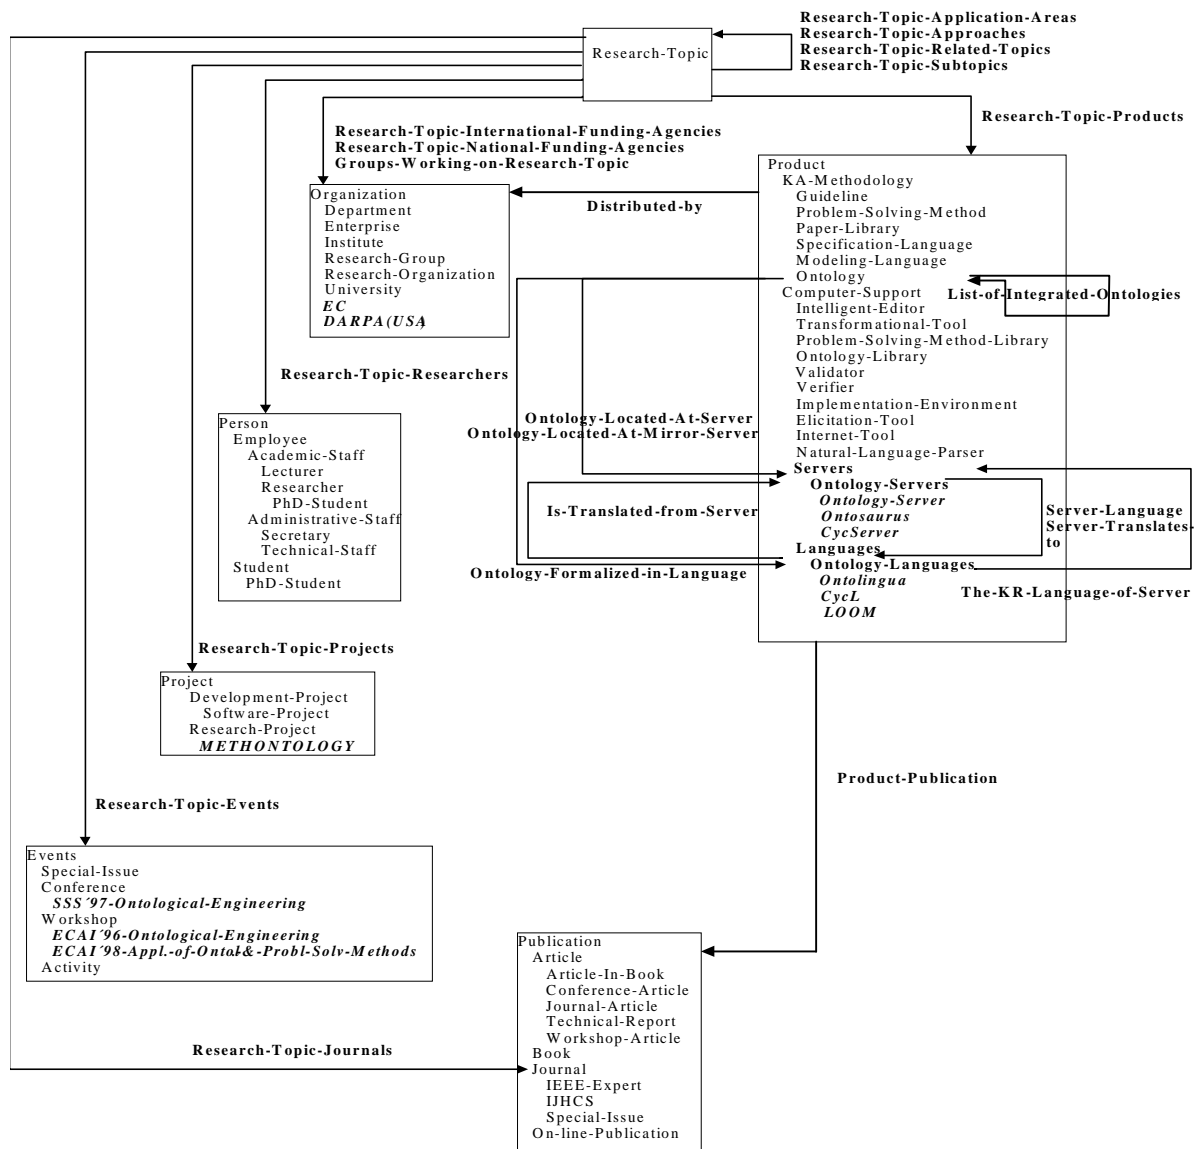 Research-Topic-Application-Areas
Research-Topic-Approaches
Research-Topic-Related-Topics
Research-Topic-Subtopics
Research-Topic
Research-Topic-Products
Research-Topic-International-Funding-Agencies
Research-Topic-National-Funding-Agencies
Groups-Working-on-Research-Topic
Organization
Department
Enterprise
Institute
Research-Group
Research-Organization
University
EC
DARPA(USA)
Distributed-by
Product
KA-Methodology
Guideline
Problem-Solving-Method
Paper-Library
Specification-Language
Modeling-Language
Ontology
Computer-Support
Intelligent-Editor
Transformational-Tool
Problem-Solving-Method-Library
Ontology-Library
Validator
Verifier
Implementation-Environment
Elicitation-Tool
Internet-Tool
Natural-Language-Parser
Servers
Ontology-Servers
Ontology-Server
Ontosaurus
CycServer
Languages
Ontology-Languages
Ontolingua
CycL
LOOM
List-of-Integrated-Ontologies
Research-Topic-Researchers
Person
Employee
Academic-Staff
Lecturer
Researcher
PhD-Student
Administrative-Staff
Secretary
Technical-Staff
Student
PhD-Student
Ontology-Located-At-Server
Ontology-Located-At-Mirror-Server
Is-Translated-from-Server
Ontology-Formalized-in-Language
Server-Language
Server-Translates-
to
The-KR-Language-of-Server
Research-Topic-Projects
Project
Development-Project
Software-Project
Research-Project
METHONTOLOGY
Product-Publication
Research-Topic-Events
Events
Special-Issue
Conference
SSS´97-Ontological-Engineering
Workshop
ECAI´96-Ontological-Engineering
ECAI´98-Appl.-of-Ontol.-&-Probl-Solv-Methods
Activity
Publication
Article
Article-In-Book
Conference-Article
Journal-Article
Technical-Report
Workshop-Article
Book
Journal
IEEE-Expert
IJHCS
Special-Issue
On-line-Publication
Research-Topic-Journals